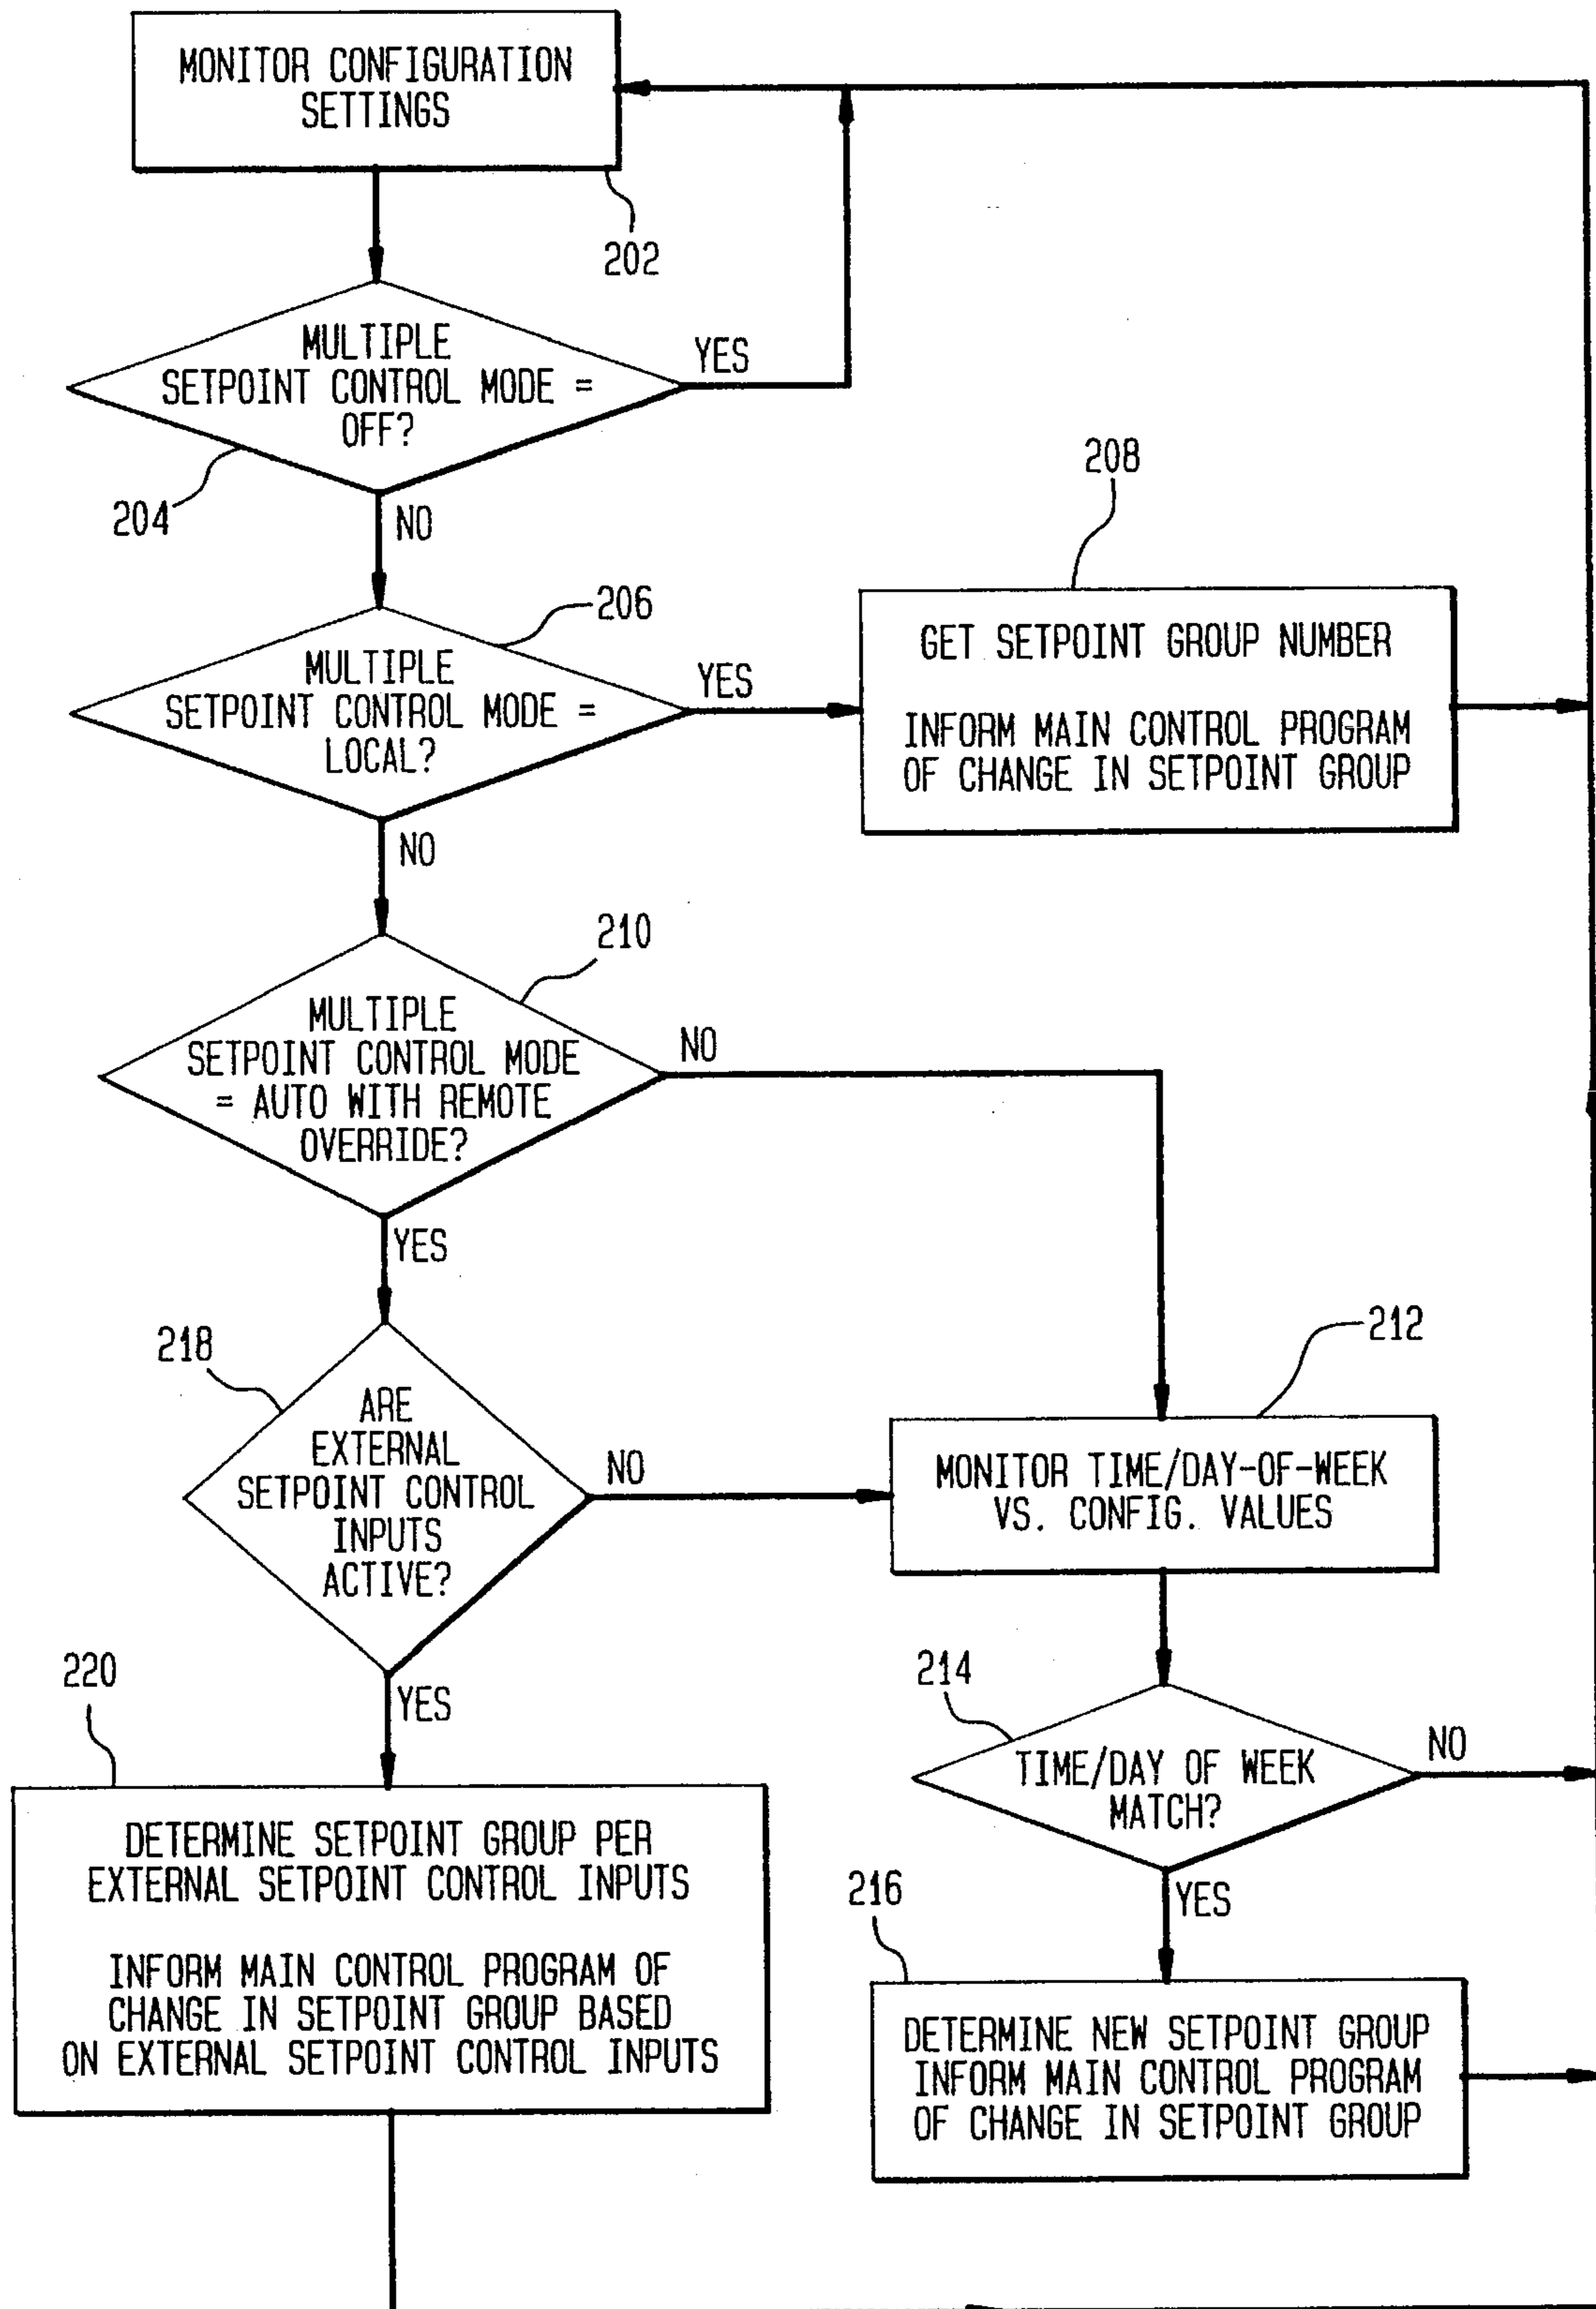 MONITOR CONFIGURATION
SETTINGS
202
MULTIPLE
SETPOINT CONTROL MODE =
OFF?
YES
204
NO
206
MULTIPLE
SETPOINT CONTROL MODE =
LOCAL?
YES
208
GET SETPOINT GROUP NUMBER
INFORM MAIN CONTROL PROGRAM
OF CHANGE IN SETPOINT GROUP
NO
210
MULTIPLE
SETPOINT CONTROL MODE
= AUTO WITH REMOTE
OVERRIDE?
NO
YES
218
ARE
EXTERNAL
SETPOINT CONTROL
INPUTS
ACTIVE?
NO
212
MONITOR TIME/DAY-OF-WEEK
VS. CONFIG. VALUES
YES
214
TIME/DAY OF WEEK
MATCH?
NO
220
DETERMINE SETPOINT GROUP PER
EXTERNAL SETPOINT CONTROL INPUTS
INFORM MAIN CONTROL PROGRAM OF
CHANGE IN SETPOINT GROUP BASED
ON EXTERNAL SETPOINT CONTROL INPUTS
YES
216
DETERMINE NEW SETPOINT GROUP
INFORM MAIN CONTROL PROGRAM
OF CHANGE IN SETPOINT GROUP